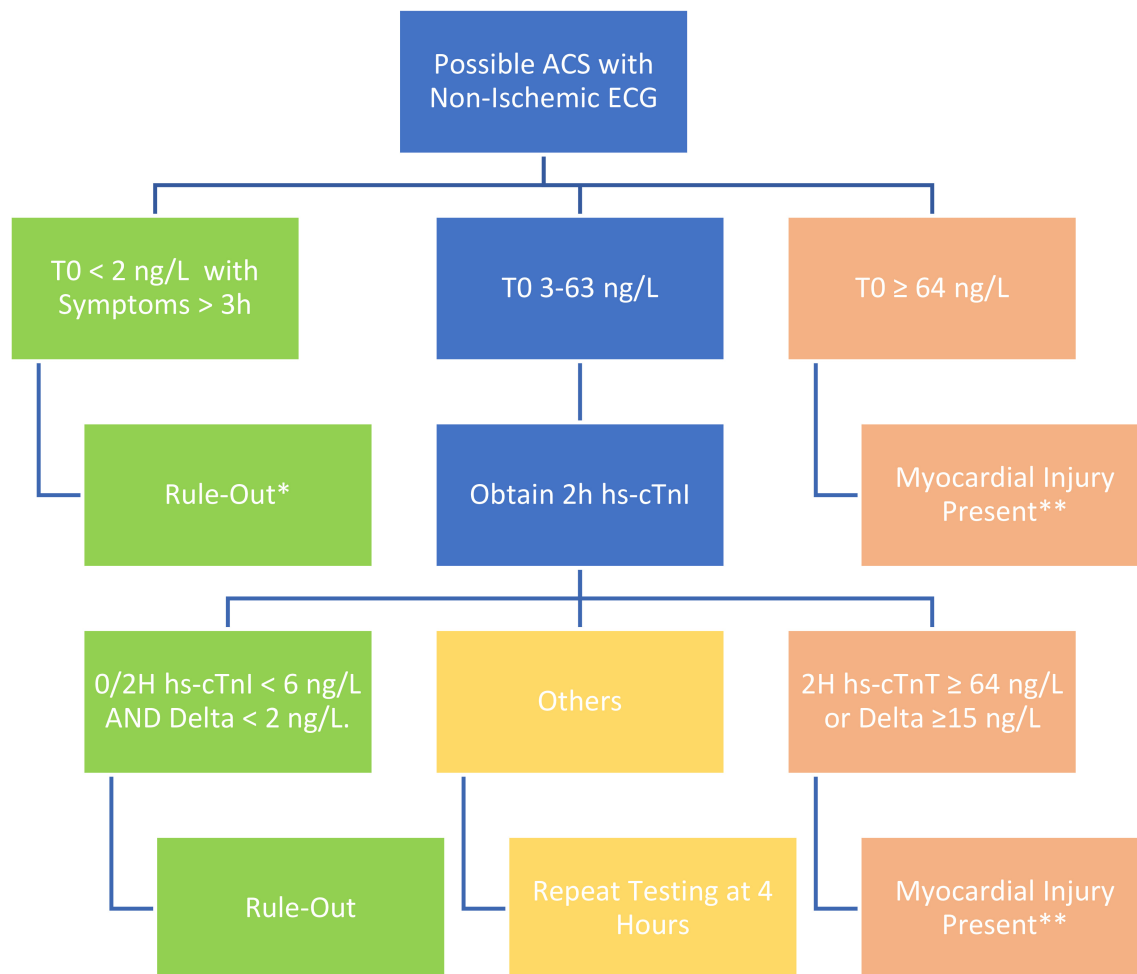 Possible ACS with
Non-Ischemic ECG
T0 < 2 ng/L with
Symptoms > 3h
T0 3-63 ng/L
T0 ≥ 64 ng/L
Rule-Out*
Obtain 2h hs-cTnI
Myocardial Injury
Present**
0/2H hs-cTnI < 6 ng/L
AND Delta < 2 ng/L.
Others
2H hs-cTnT ≥ 64 ng/L
or Delta ≥15 ng/L
Rule-Out
Repeat Testing at 4
Hours
Myocardial Injury
Present**